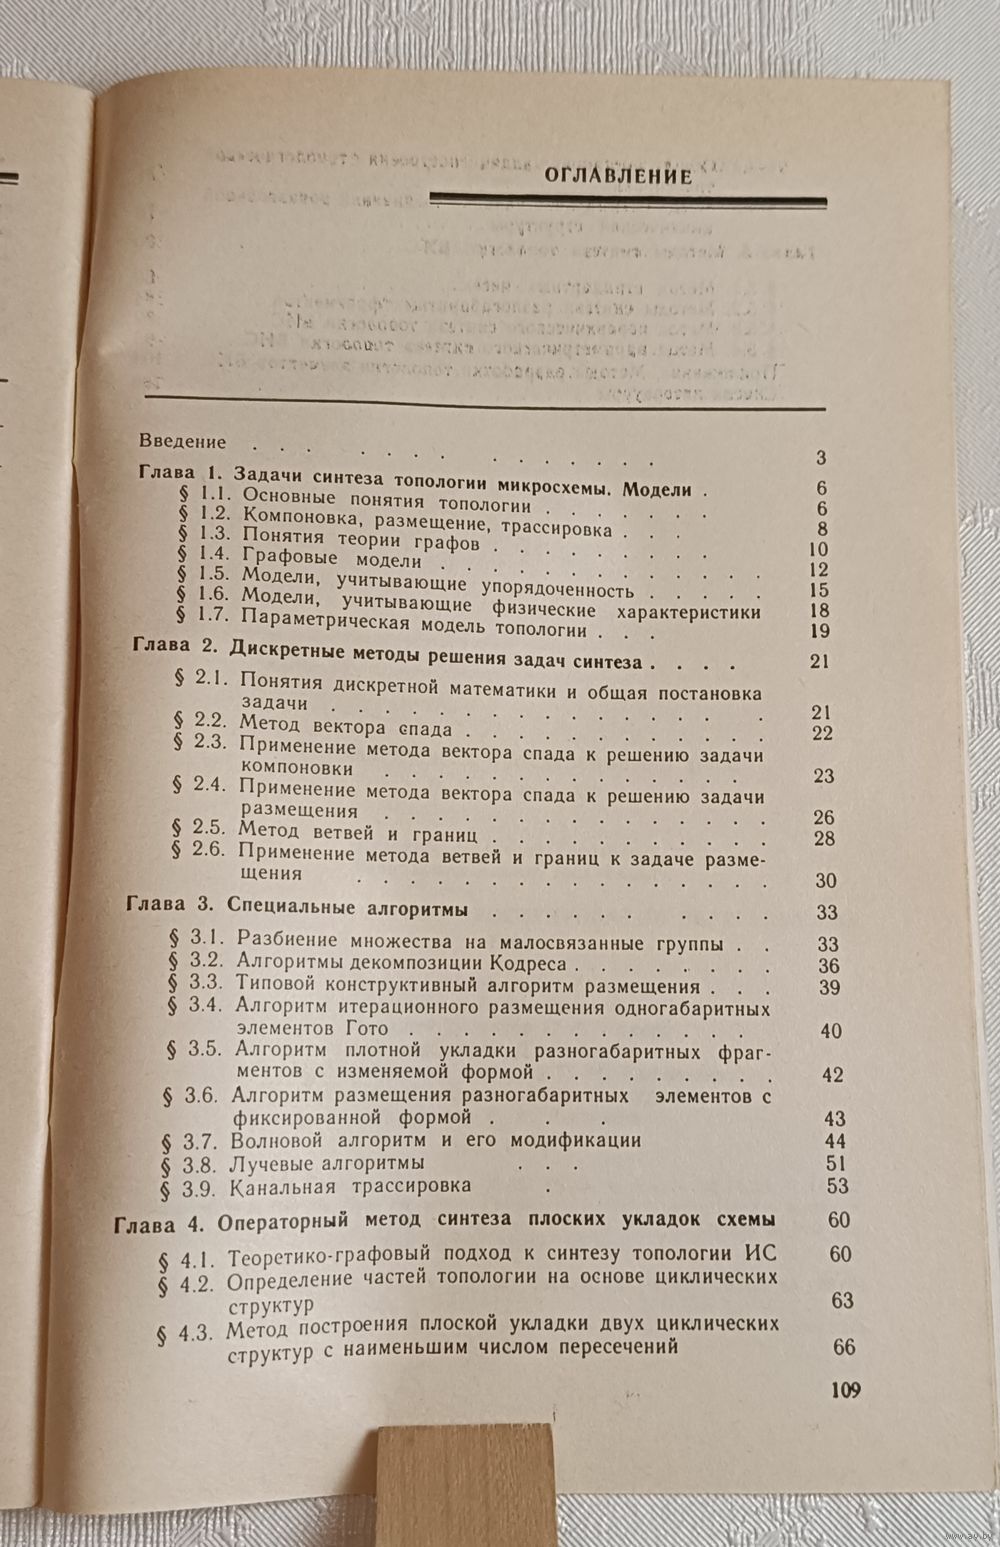 ОГЛАВЛЕНИЕ
Введение . . . . . . . . . . . . . . 3
Глава 1. Задачи синтеза топологии микросхемы. Модели . 6
§ 1.1. Основные понятия топологии . . . . . . . 6
§ 1.2. Компоновка, размещение, трассировка . . . 8
§ 1.3. Понятия теории графов . . . . . . . . . 10
§ 1.4. Графовые модели . . . . . . . . . . . . 12
§ 1.5. Модели, учитывающие упорядоченность . . . . . 15
§ 1.6. Модели, учитывающие физические характеристики 18
§ 1.7. Параметрическая модель топологии . . . 19
Глава 2. Дискретные методы решения задач синтеза . . . . 21
§ 2.1. Понятия дискретной математики и общая постановка
задачи . . . . . . . . . . . . . . . . 21
§ 2.2. Метод вектора спада . . . . . . . . . . . . 22
§ 2.3. Применение метода вектора спада к решению задачи
компоновки . . . . . . . . . . . . . . 23
§ 2.4. Применение метода вектора спада к решению задачи
размещения . . . . . . . . . . . . . . . 26
§ 2.5. Метод ветвей и границ . . . . . . . . . . . 28
§ 2.6. Применение метода ветвей и границ к задаче разме-
щения . . . . . . . . . . . . . . . . 30
Глава 3. Специальные алгоритмы . . . . . . . . . . 33
§ 3.1. Разбиение множества на малосвязанные группы . . 33
§ 3.2. Алгоритмы декомпозиции Кодреса . . . . . . . . 36
§ 3.3. Типовой конструктивный алгоритм размещения . . . 39
§ 3.4. Алгоритм итерационного размещения одногабаритных
элементов Гото . . . . . . . . . . . . . 40
§ 3.5. Алгоритм плотной укладки разногабаритных фраг-
ментов с изменяемой формой . . . . . . . . . 42
§ 3.6. Алгоритм размещения разногабаритных элементов с
фиксированной формой . . . 43
§ 3.7. Волновой алгоритм и его модификации 44
§ 3.8. Лучевые алгоритмы . . . 51
§ 3.9. Канальная трассировка . 53
Глава 4. Операторный метод синтеза плоских укладок схемы 60
§ 4.1. Теоретико-графовый подход к синтезу топологии ИС 60
§ 4.2. Определение частей топологии на основе циклических
структур 63
§ 4.3. Метод построения плоской укладки двух циклических
структур с наименьшим числом пересечений 66
109
www.av.by